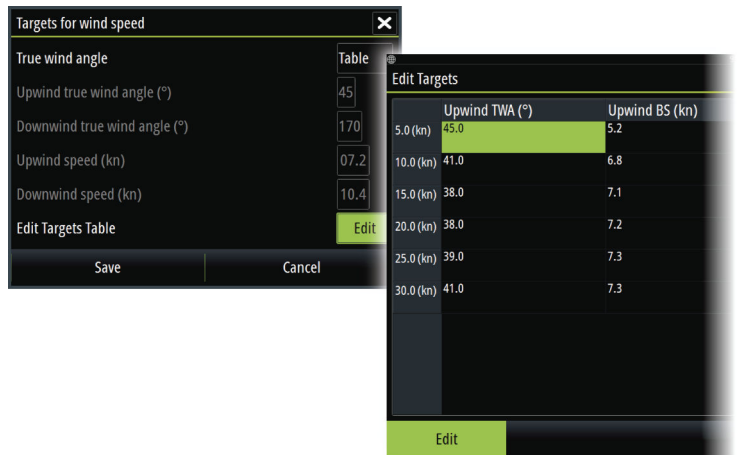 Targets for wind speed
True wind angle Table
Upwind true wind angle (°) 45
Downwind true wind angle (°) 170
Upwind speed (kn) 07.2
Downwind speed (kn) 10.4
Edit Targets Table Edit
Save Cancel
Edit Targets
Upwind TWA (°) Upwind BS (kn)
5.0 (kn) 45.0 5.2
10.0 (kn) 41.0 6.8
15.0 (kn) 38.0 7.1
20.0 (kn) 38.0 7.2
25.0 (kn) 39.0 7.3
30.0 (kn) 41.0 7.3
Edit